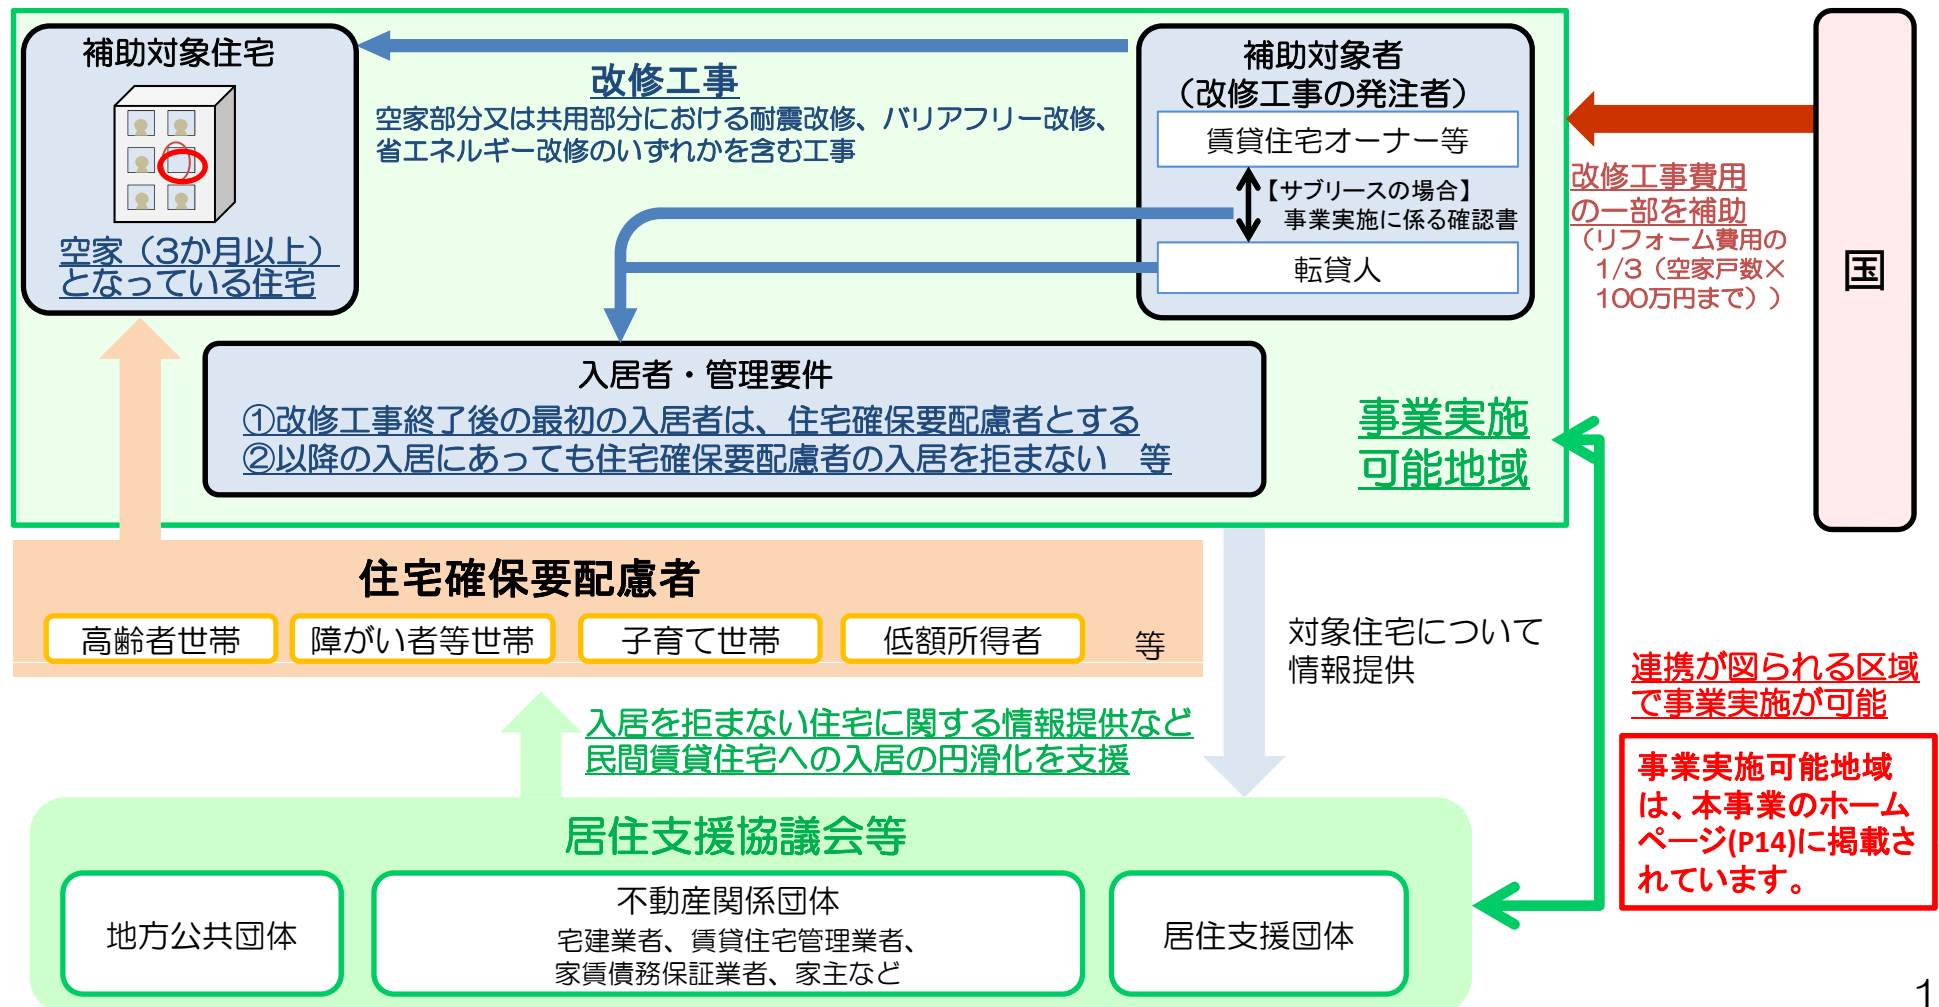 補助対象住宅
空家（3か月以上）
となっている住宅
改修工事
空家部分又は共用部分における耐震改修、バリアフリー改修、
省エネルギー改修のいずれかを含む工事
補助対象者
（改修工事の発注者）
賃貸住宅オーナー等
【サブリースの場合】
事業実施に係る確認書
転貸人
改修工事費用
の一部を補助
（リフォーム費用の
1/3（空家戸数×
100万円まで））
国
入居者・管理要件
①改修工事終了後の最初の入居者は、住宅確保要配慮者とする
②以降の入居にあっても住宅確保要配慮者の入居を拒まない　等
事業実施
可能地域
住宅確保要配慮者
高齢者世帯
障がい者等世帯
子育て世帯
低額所得者
等
対象住宅について
情報提供
連携が図られる区域
で事業実施が可能
入居を拒まない住宅に関する情報提供など
民間賃貸住宅への入居の円滑化を支援
事業実施可能地域
は、本事業のホーム
ページ(P14)に掲載さ
れています。
居住支援協議会等
地方公共団体
不動産関係団体
宅建業者、賃貸住宅管理業者、
家賃債務保証業者、家主など
居住支援団体
1